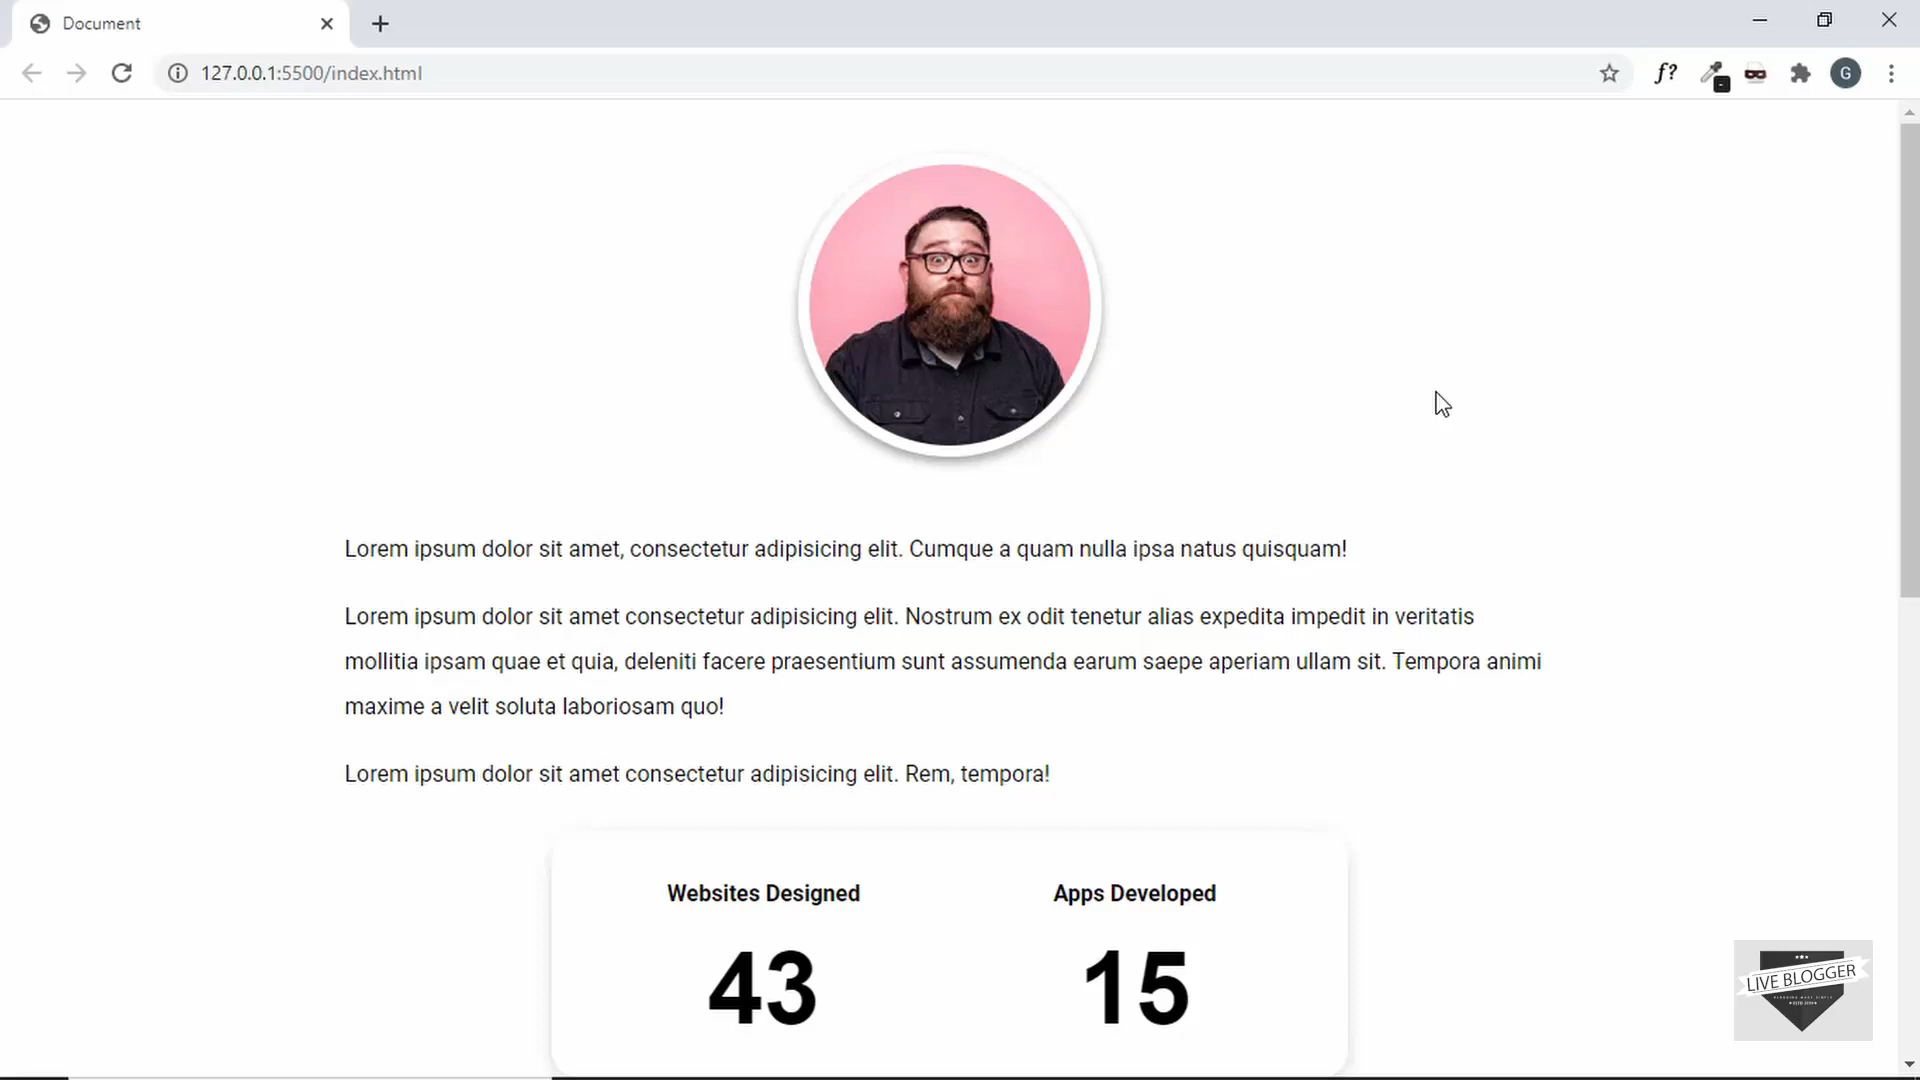 Document
127.0.0.1:5500/index.html
f?
G
Lorem ipsum dolor sit amet, consectetur adipisicing elit. Cumque a quam nulla ipsa natus quisquam!
Lorem ipsum dolor sit amet consectetur adipisicing elit. Nostrum ex odit tenetur alias expedita impedit in veritatis
mollitia ipsam quae et quia, deleniti facere praesentium sunt assumenda earum saepe aperiam ullam sit. Tempora animi
maxime a velit soluta laboriosam quo!
Lorem ipsum dolor sit amet consectetur adipisicing elit. Rem, tempora!
Websites Designed
Apps Developed
43
15
LIVE BLOGGER